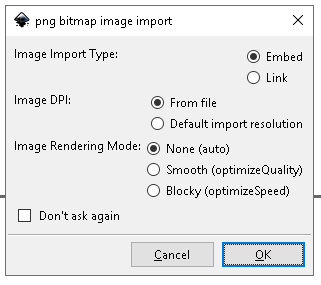 png bitmap image import
Image Import Type: Embed
Link
Image DPI: From file
Default import resolution
Image Rendering Mode: None (auto)
Smooth (optimizeQuality)
Blocky (optimizeSpeed)
Don't ask again
Cancel OK